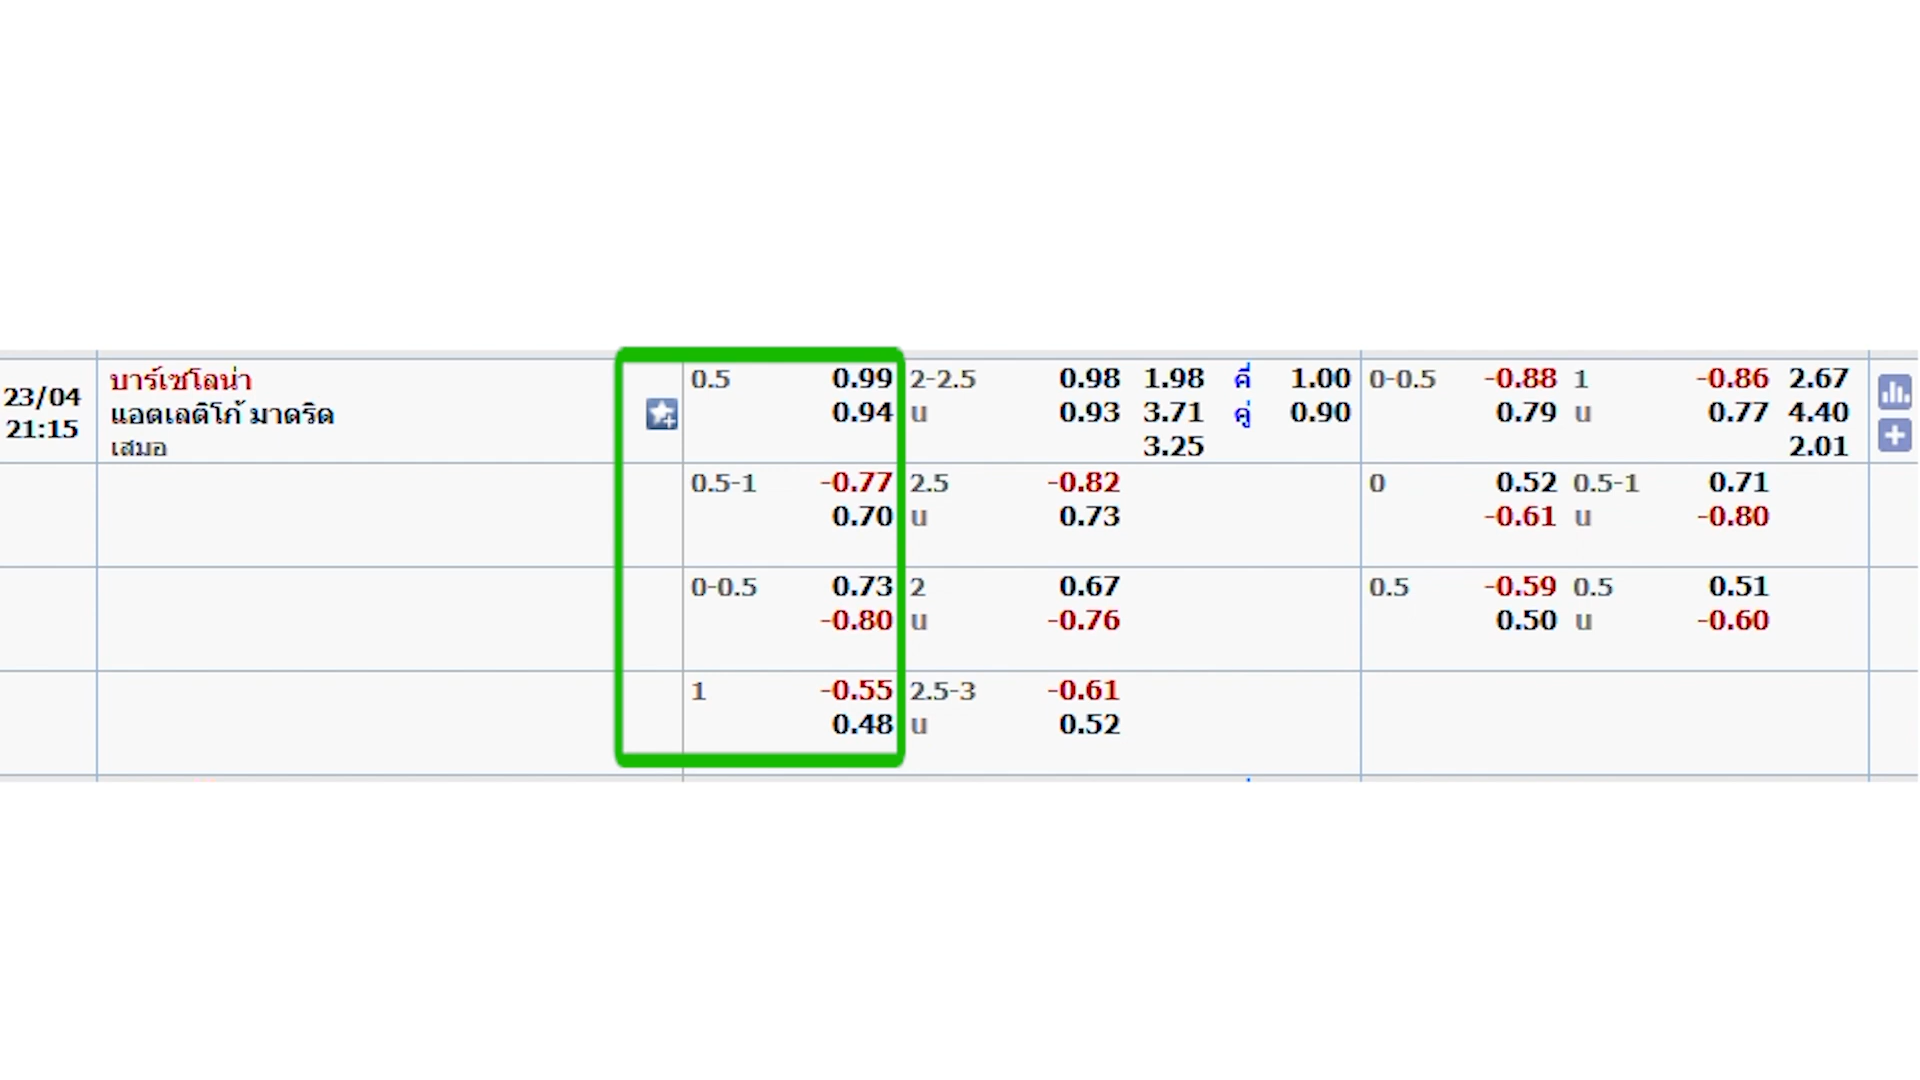 23/04 บาร์เซโลน่า 0.5 0.99 2-2.5 0.98 1.98 คี่ 1.00 0-0.5 -0.88 1 -0.86 2.67
21:15 แอตเลติโก้ มาดริด 0.94 u 0.93 3.71 คู่ 0.90 0.79 u 0.77 4.40
เสมอ 3.25 2.01
0.5-1 -0.77 2.5 -0.82 0 0.52 0.5-1 0.71
0.70 u 0.73 -0.61 u -0.80
0-0.5 0.73 2 0.67 0.5 -0.59 0.5 0.51
-0.80 u -0.76 0.50 u -0.60
1 -0.55 2.5-3 -0.61
0.48 u 0.52